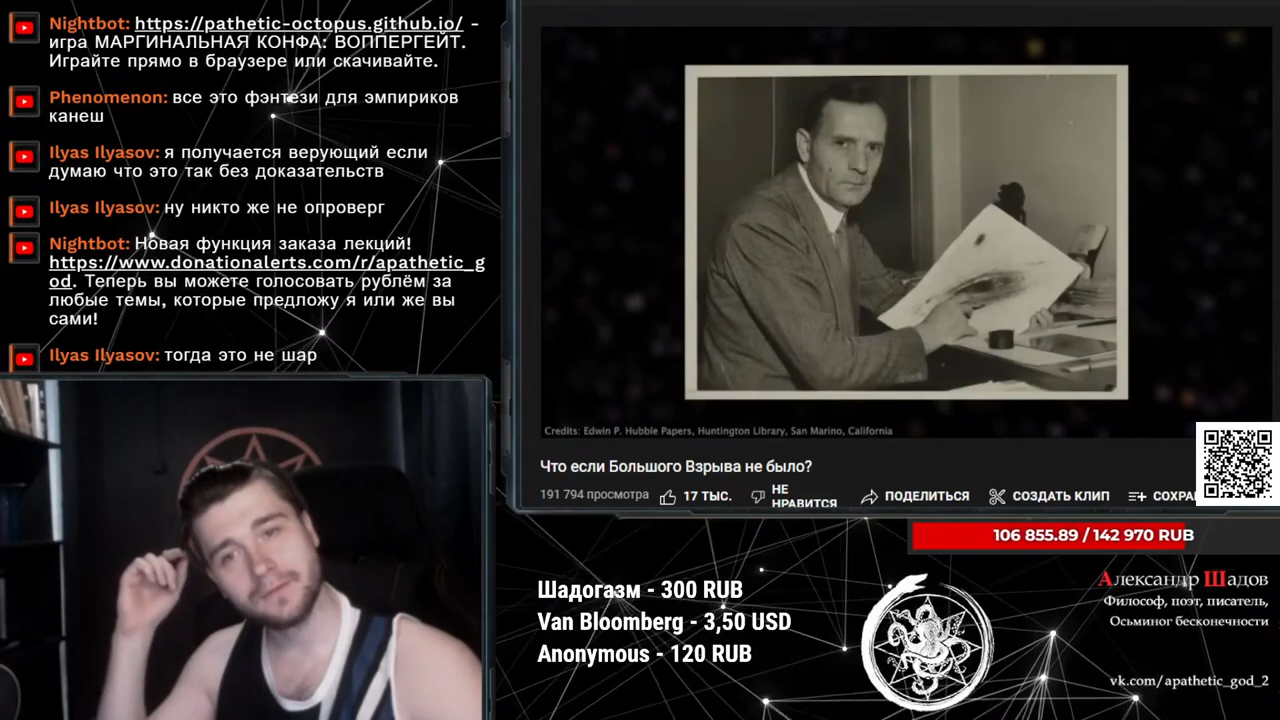 Nightbot: https://pathetic-octopus.github.io/ -
игра МАРГИНАЛЬНАЯ КОНФА: ВОППЕРГЕЙТ.
Играйте прямо в браузере или скачивайте.
Phenomenon: все это фэнтези для эмпириков
канеш
Ilyas Ilyasov: я получается верующий если
думаю что это так без доказательств
Ilyas Ilyasov: ну никто же не опроверг
Nightbot: Новая функция заказа лекций!
https://www.donationalerts.com/r/apathetic_g
od. Теперь вы можете голосовать рублём за
любые темы, которые предложу я или же вы
сами!
Ilyas Ilyasov: тогда это не шар
Credits: Edwin P. Hubble Papers, Huntington Library, San Marino, California
Что если Большого Взрыва не было?
191 794 просмотра 17 ТЫС. НЕ НРАВИТСЯ ПОДЕЛИТЬСЯ СОЗДАТЬ КЛИП СОХРА
106 855.89 / 142 970 RUB
Шадогазм - 300 RUB
Van Bloomberg - 3,50 USD
Anonymous - 120 RUB
Александр Шадов
Философ, поэт, писатель,
Осьминог бесконечности
vk.com/apathetic_god_2